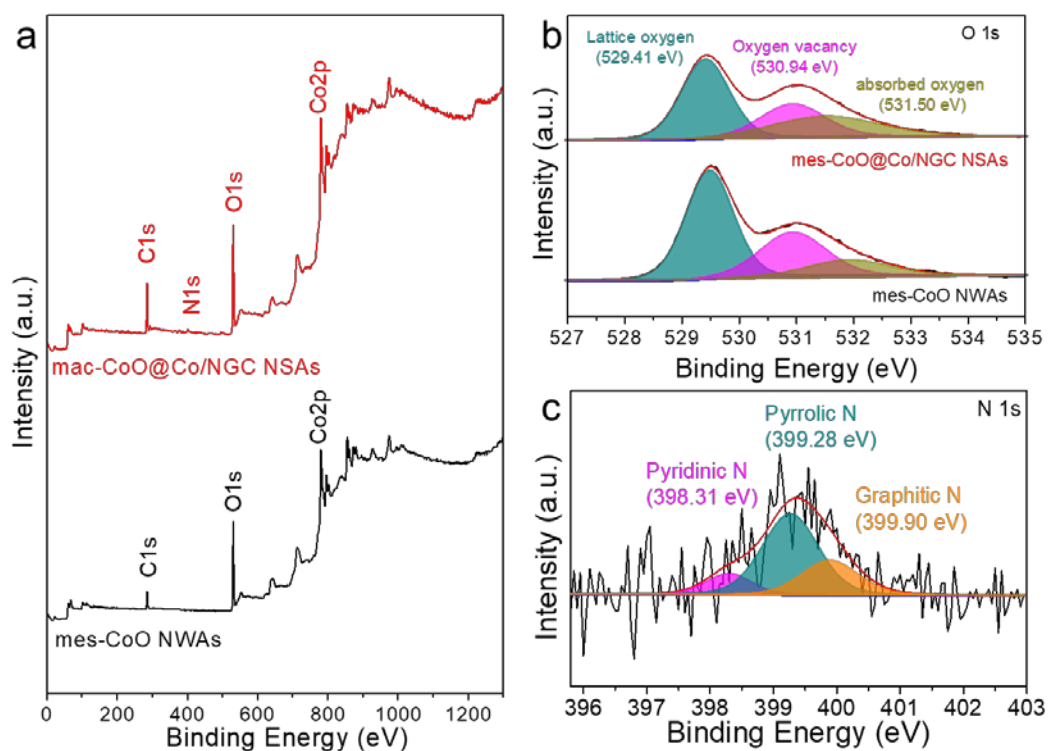 a
Co2p
O1s
C1s
N1s
mac-CoO@Co/NGC NSAs
Co2p
O1s
C1s
mes-CoO NWAs
Intensity (a.u.)
0 200 400 600 800 1000 1200
Binding Energy (eV)
b
O 1s
Lattice oxygen
(529.41 eV)
Oxygen vacancy
(530.94 eV)
absorbed oxygen
(531.50 eV)
mes-CoO@Co/NGC NSAs
mes-CoO NWAs
Intensity (a.u.)
527 528 529 530 531 532 533 534 535
Binding Energy (eV)
c
N 1s
Pyrrolic N
(399.28 eV)
Pyridinic N
(398.31 eV)
Graphitic N
(399.90 eV)
Intensity (a.u.)
396 397 398 399 400 401 402 403
Binding Energy (eV)